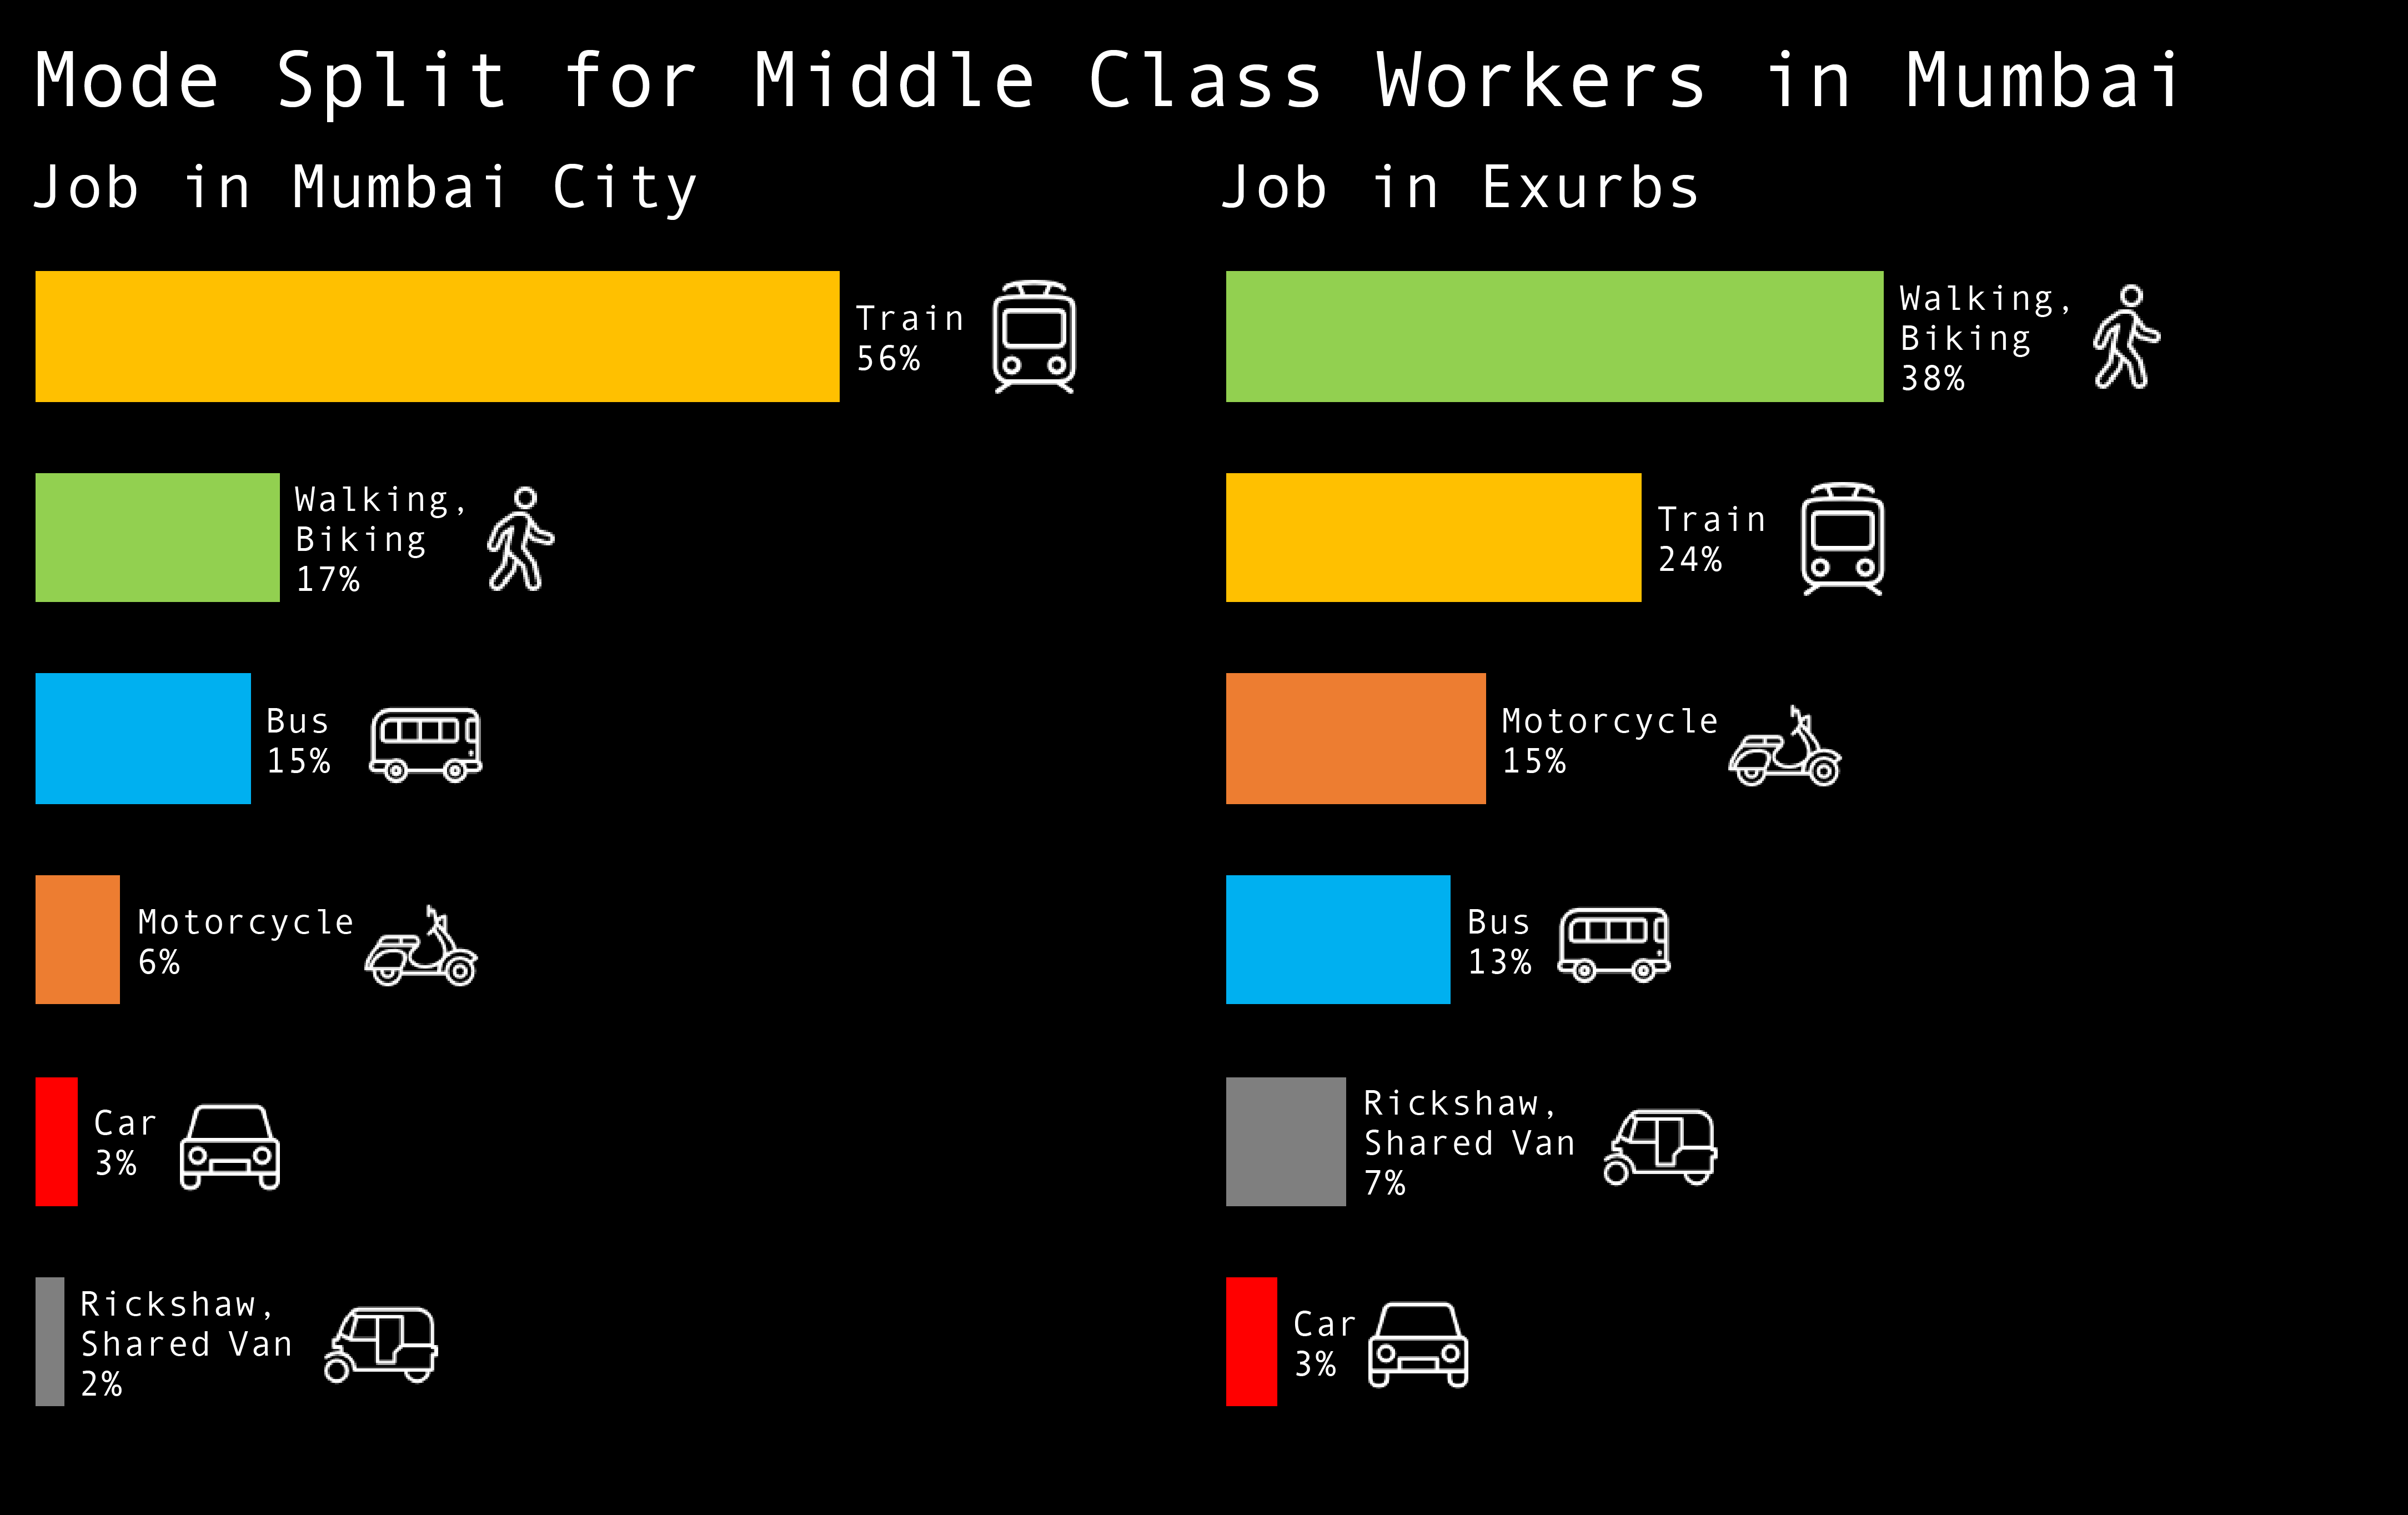 Mode Split for Middle Class Workers in Mumbai
Job in Mumbai City
Train
56%
Walking,
Biking
17%
Bus
15%
Motorcycle
6%
Car
3%
Rickshaw,
Shared Van
2%
Job in Exurbs
Walking,
Biking
38%
Train
24%
Motorcycle
15%
Bus
13%
Rickshaw,
Shared Van
7%
Car
3%